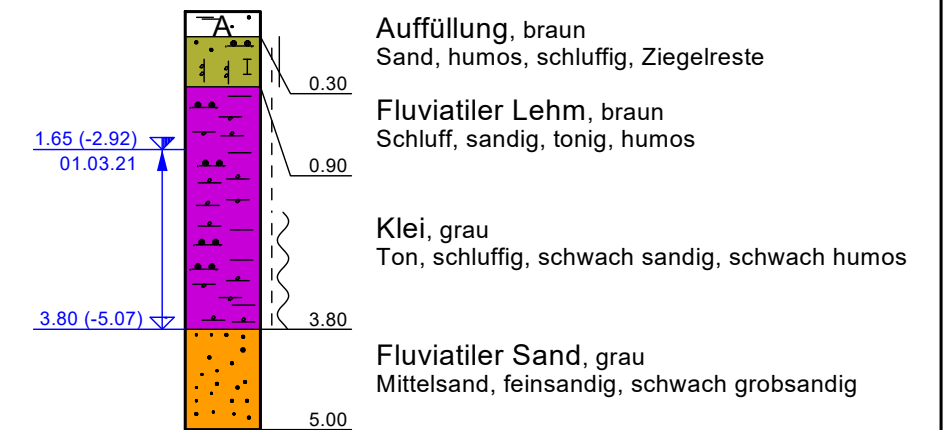 A
Auffüllung, braun
Sand, humos, schluffig, Ziegelreste
0.30
Fluviatiler Lehm, braun
Schluff, sandig, tonig, humos
1.65 (-2.92)
01.03.21
0.90
Klei, grau
Ton, schluffig, schwach sandig, schwach humos
3.80 (-5.07)
3.80
Fluviatiler Sand, grau
Mittelsand, feinsandig, schwach grobsandig
5.00